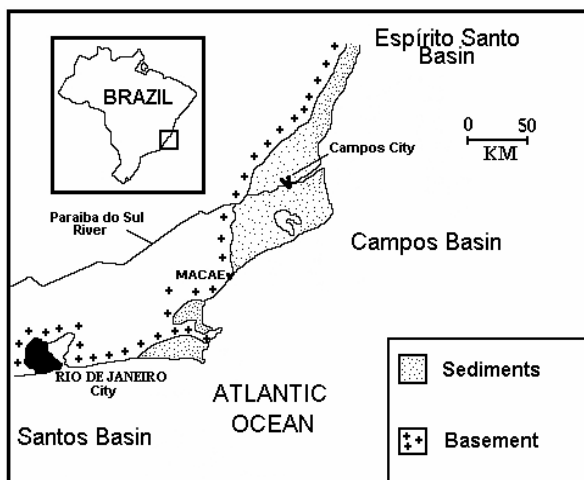 Espírito Santo
Basin
BRAZIL
0 50
KM
Campos City
Paraiba do Sul
River
Campos Basin
MACAE
RIO DE JANEIRO
City
ATLANTIC
OCEAN
Santos Basin
Sediments
Basement